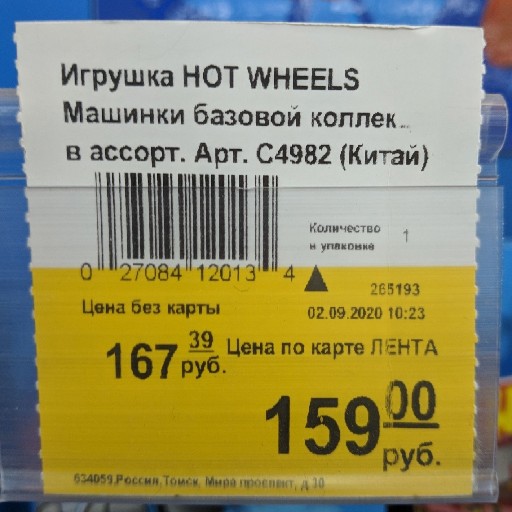 Игрушка HOT WHEELS
Машинки базовой коллек...
в ассорт. Арт. C4982 (Китай)
Количество
в упаковке 1
0 27084 12013 4
265193
Цена без карты
02.09.2020 10:23
167 39 руб.
Цена по карте ЛЕНТА
159 00 руб.
634059,Россия,Томск, Мира проспект, д.30